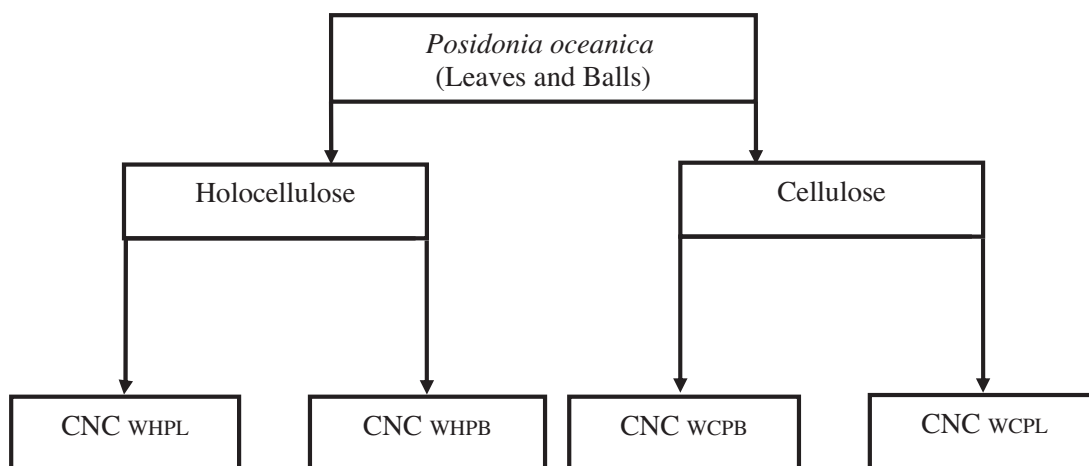 Posidonia oceanica
(Leaves and Balls)
Holocellulose
Cellulose
CNC WHPL
CNC WHPB
CNC WCPB
CNC WCPL